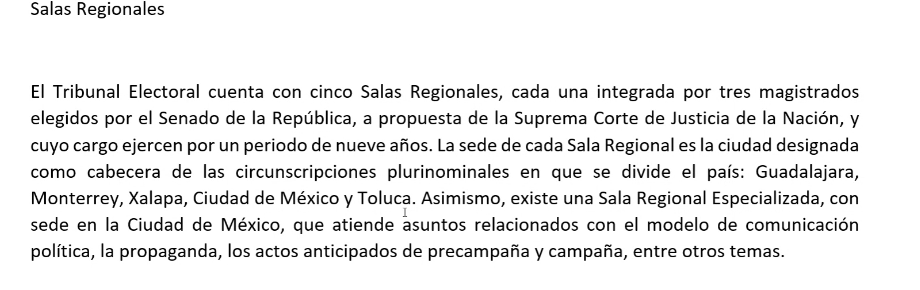 Salas Regionales
El Tribunal Electoral cuenta con cinco Salas Regionales, cada una integrada por tres magistrados
elegidos por el Senado de la República, a propuesta de la Suprema Corte de Justicia de la Nación, y
cuyo cargo ejercen por un periodo de nueve años. La sede de cada Sala Regional es la ciudad designada
como cabecera de las circunscripciones plurinominales en que se divide el país: Guadalajara,
Monterrey, Xalapa, Ciudad de México y Toluca. Asimismo, existe una Sala Regional Especializada, con
sede en la Ciudad de México, que atiende asuntos relacionados con el modelo de comunicación
política, la propaganda, los actos anticipados de precampaña y campaña, entre otros temas.